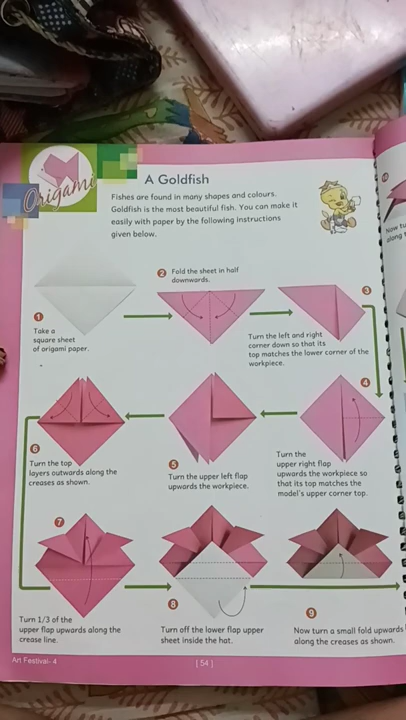 Origami
A Goldfish
Fishes are found in many shapes and colours.
Goldfish is the most beautiful fish. You can make it
easily with paper by the following instructions
given below.
2 Fold the sheet in half
downwards.
1
Take a
square sheet
of origami paper.
3
Turn the left and right
corner down so that its
top matches the lower corner of the
workpiece.
4
Turn the
upper right flap
upwards the workpiece so
that its top matches the
model's upper corner top.
5
Turn the upper left flap
upwards the workpiece.
6
Turn the top
layers outwards along the
creases as shown.
7
Turn 1/3 of the
upper flap upwards along the
crease line.
8
Turn off the lower flap upper
sheet inside the hat.
9
Now turn a small fold upwards
along the creases as shown.
Art Festival- 4
[ 54 ]
Now tu
along t